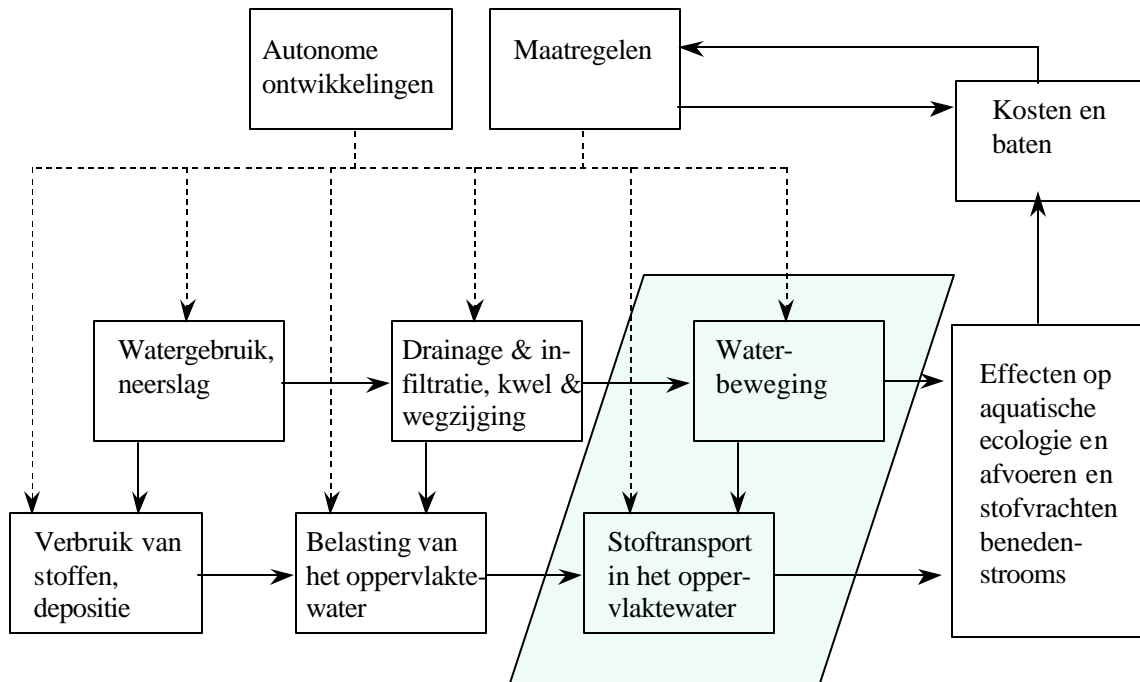 Autonome
ontwikkelingen
Maatregelen
Kosten en
baten
Watergebruik,
neerslag
Drainage & in-
filtratie, kwel &
wegzijging
Water-
beweging
Effecten op
aquatische
ecologie en
afvoeren en
stofvrachten
beneden-
strooms
Verbruik van
stoffen,
depositie
Belasting van
het oppervlakte-
water
Stoftransport
in het opper-
vlaktewater